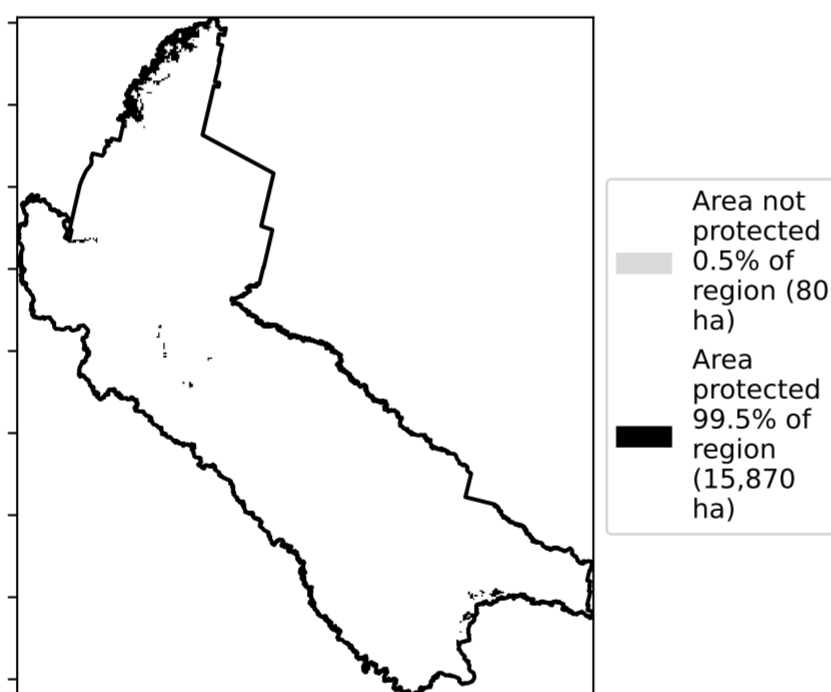 Area not
protected
0.5% of
region (80
ha)
Area
protected
99.5% of
region
(15,870
ha)